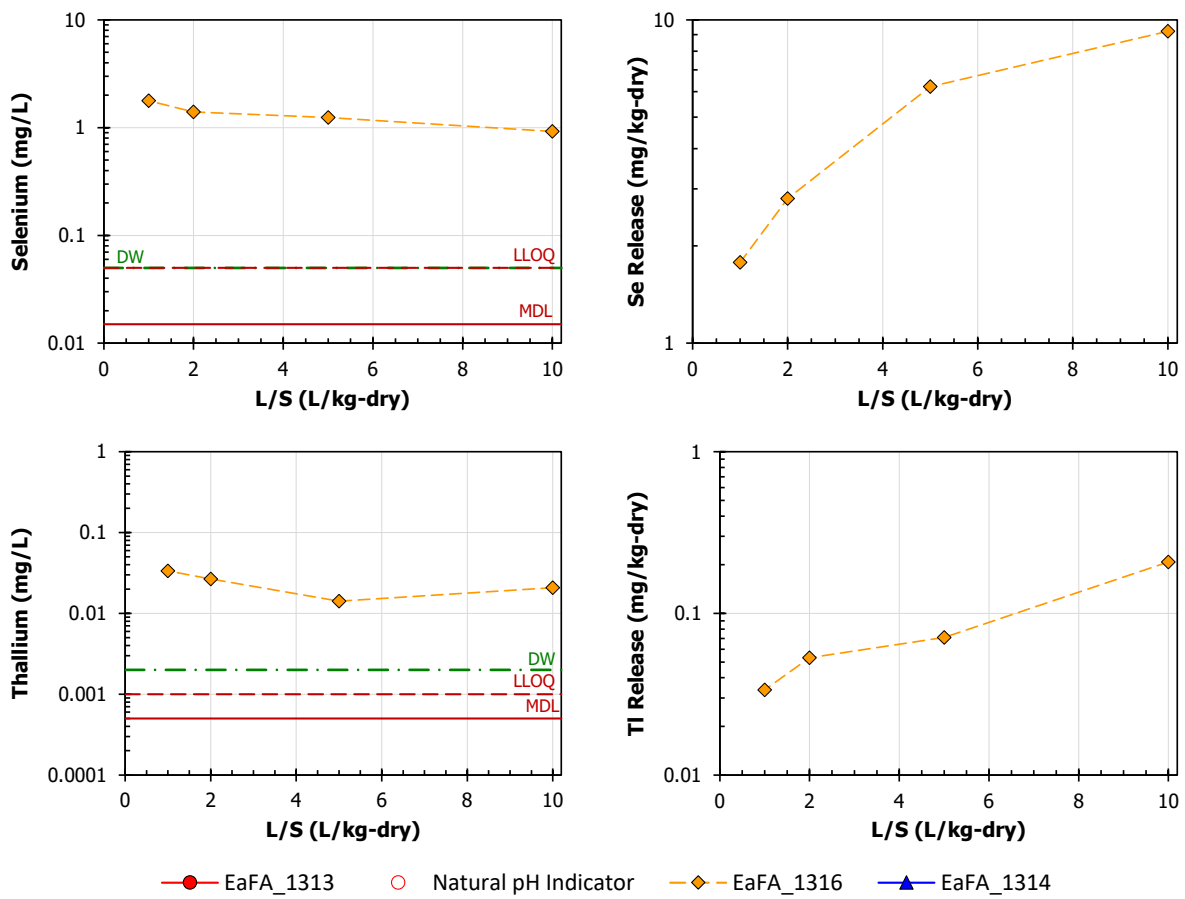 Selenium (mg/L)
10
1
0.1
0.01
DW
LLOQ
MDL
0 2 4 6 8 10
L/S (L/kg-dry)
Se Release (mg/kg-dry)
10
1
0 2 4 6 8 10
L/S (L/kg-dry)
Thallium (mg/L)
1
0.1
0.01
0.001
0.0001
DW
LLOQ
MDL
0 2 4 6 8 10
L/S (L/kg-dry)
Tl Release (mg/kg-dry)
1
0.1
0.01
0 2 4 6 8 10
L/S (L/kg-dry)
EaFA_1313 Natural pH Indicator EaFA_1316 EaFA_1314